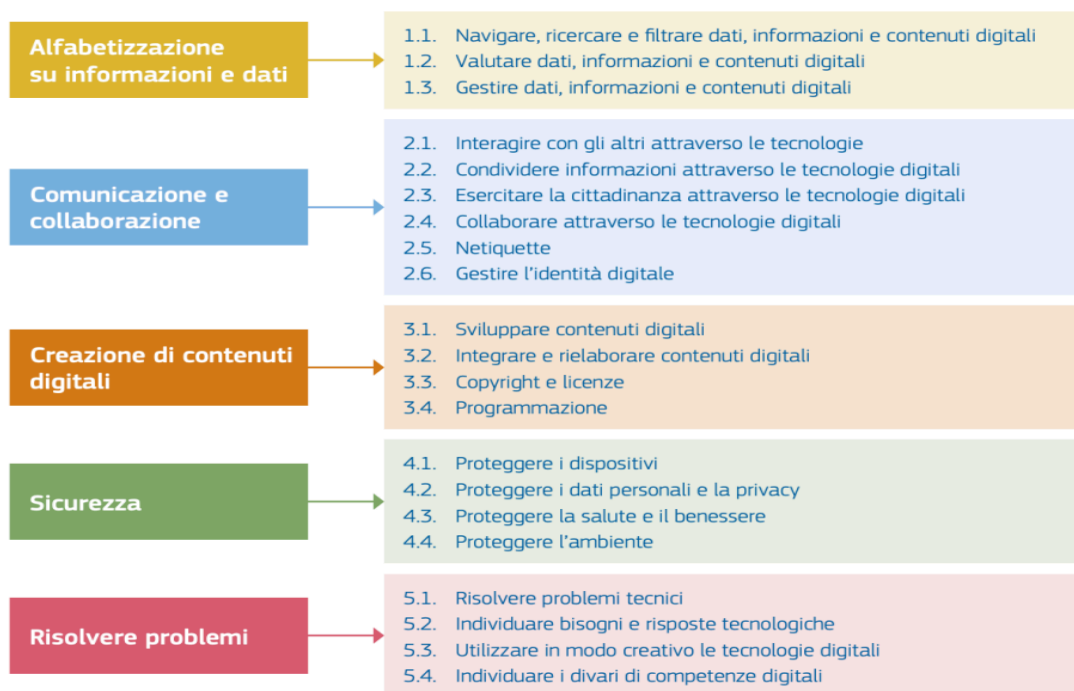 Alfabetizzazione
su informazioni e dati
1.1. Navigare, ricercare e filtrare dati, informazioni e contenuti digitali
1.2. Valutare dati, informazioni e contenuti digitali
1.3. Gestire dati, informazioni e contenuti digitali
Comunicazione e
collaborazione
2.1. Interagire con gli altri attraverso le tecnologie
2.2. Condividere informazioni attraverso le tecnologie digitali
2.3. Esercitare la cittadinanza attraverso le tecnologie digitali
2.4. Collaborare attraverso le tecnologie digitali
2.5. Netiquette
2.6. Gestire l'identità digitale
Creazione di contenuti
digitali
3.1. Sviluppare contenuti digitali
3.2. Integrare e rielaborare contenuti digitali
3.3. Copyright e licenze
3.4. Programmazione
Sicurezza
4.1. Proteggere i dispositivi
4.2. Proteggere i dati personali e la privacy
4.3. Proteggere la salute e il benessere
4.4. Proteggere l'ambiente
Risolvere problemi
5.1. Risolvere problemi tecnici
5.2. Individuare bisogni e risposte tecnologiche
5.3. Utilizzare in modo creativo le tecnologie digitali
5.4. Individuare i divari di competenze digitali